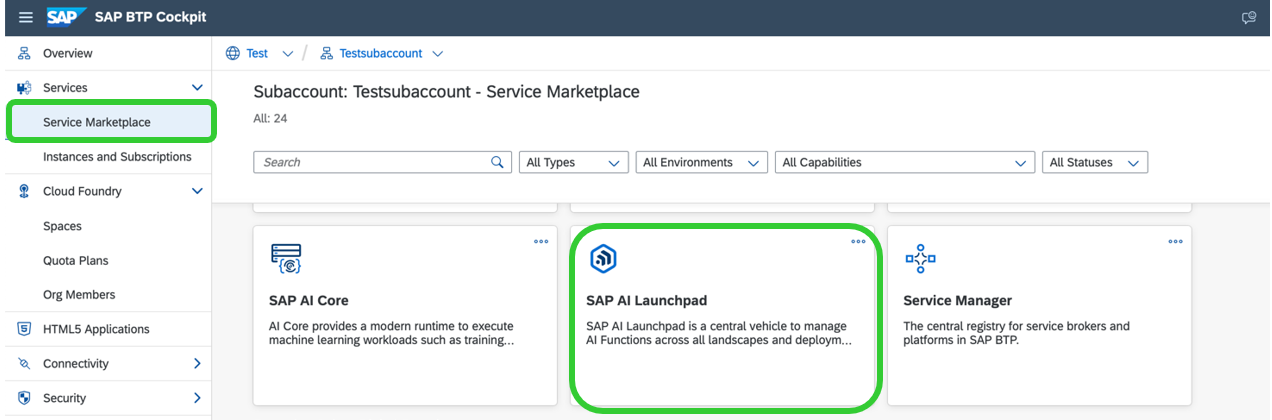 SAP SAP BTP Cockpit
Overview
Services
Service Marketplace
Instances and Subscriptions
Cloud Foundry
Spaces
Quota Plans
Org Members
HTML5 Applications
Connectivity
Security
Test / Testsubaccount
Subaccount: Testsubaccount - Service Marketplace
All: 24
Search All Types All Environments All Capabilities All Statuses
SAP AI Core
AI Core provides a modern runtime to execute
machine learning workloads such as training...
SAP AI Launchpad
SAP AI Launchpad is a central vehicle to manage
AI Functions across all landscapes and deploym...
Service Manager
The central registry for service brokers and
platforms in SAP BTP.